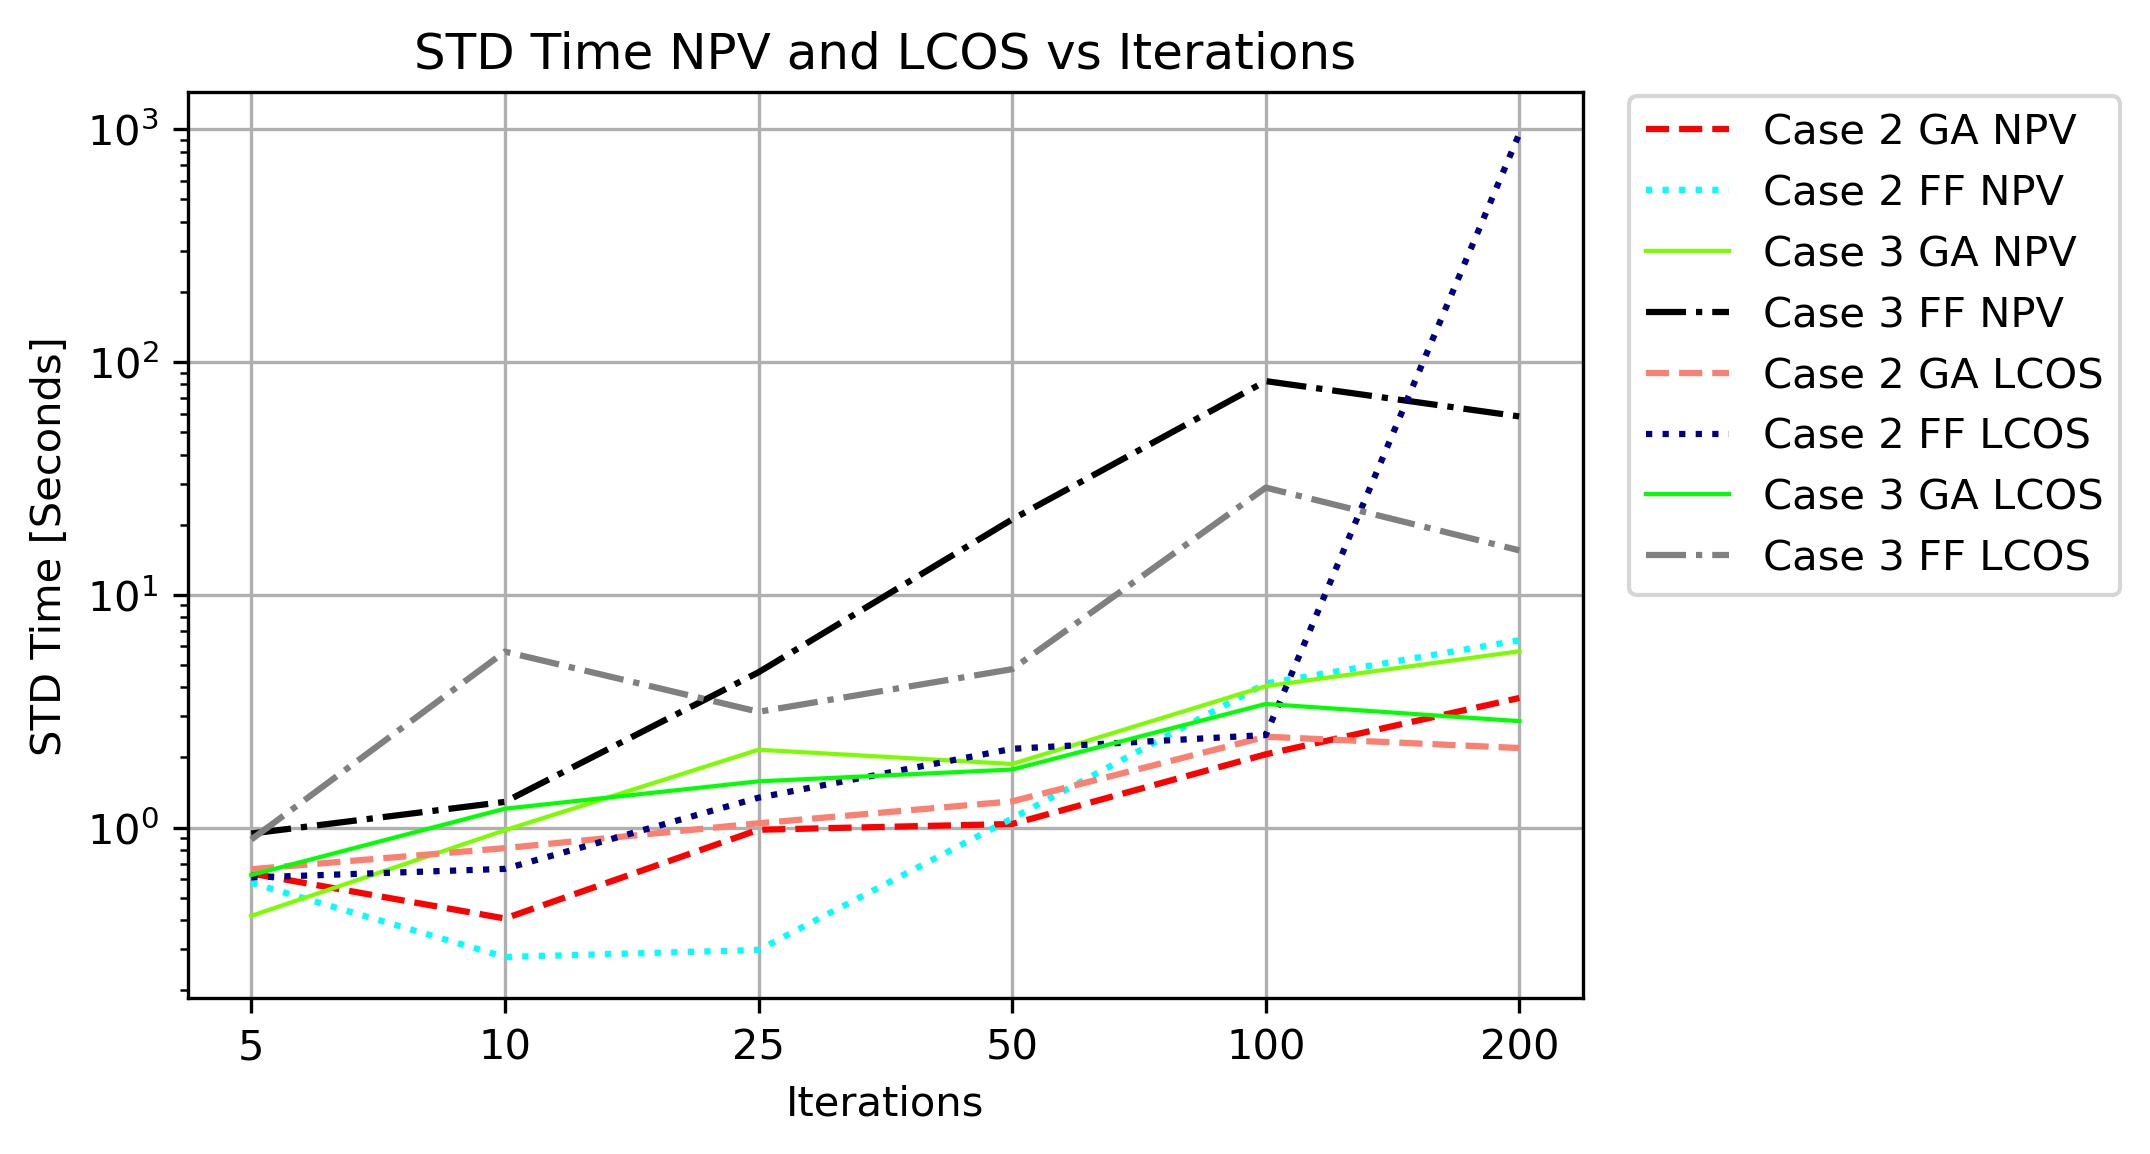 STD Time NPV and LCOS vs Iterations
STD Time [Seconds]
10³
10²
10¹
10⁰
5 10 25 50 100 200
Iterations
Case 2 GA NPV
Case 2 FF NPV
Case 3 GA NPV
Case 3 FF NPV
Case 2 GA LCOS
Case 2 FF LCOS
Case 3 GA LCOS
Case 3 FF LCOS